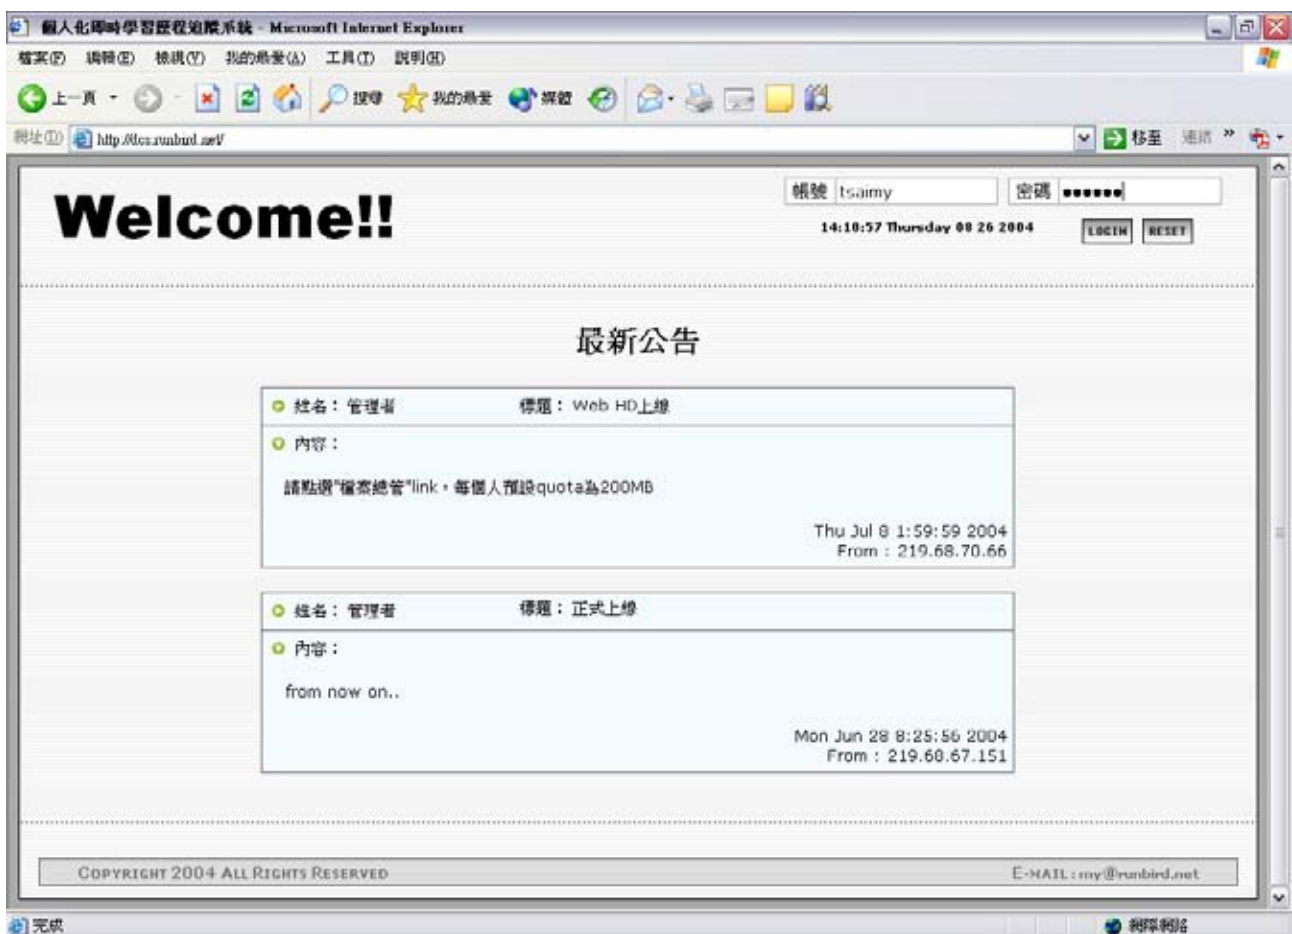 個人化即時學習歷程追蹤系統 - Microsoft Internet Explorer
檔案(F) 編輯(E) 檢視(V) 我的最愛(A) 工具(T) 說明(H)
上一頁 搜尋 我的最愛 媒體
網址(D) 移至 連結 »
Welcome!!
帳號 tsaimy 密碼 ••••••
14:10:57 Thursday 08 26 2004 LOGIN RESET
最新公告
姓名：管理者 標題：Web HD上線
內容：
請點選"檔案總管"link，每個人預設quota為200MB
Thu Jul 8 1:59:59 2004
From : 219.68.70.66
姓名：管理者 標題：正式上線
內容：
from now on..
Mon Jun 28 8:25:56 2004
From : 219.68.67.151
COPYRIGHT 2004 ALL RIGHTS RESERVED E-MAIL : my@runbird.net
完成 網際網路